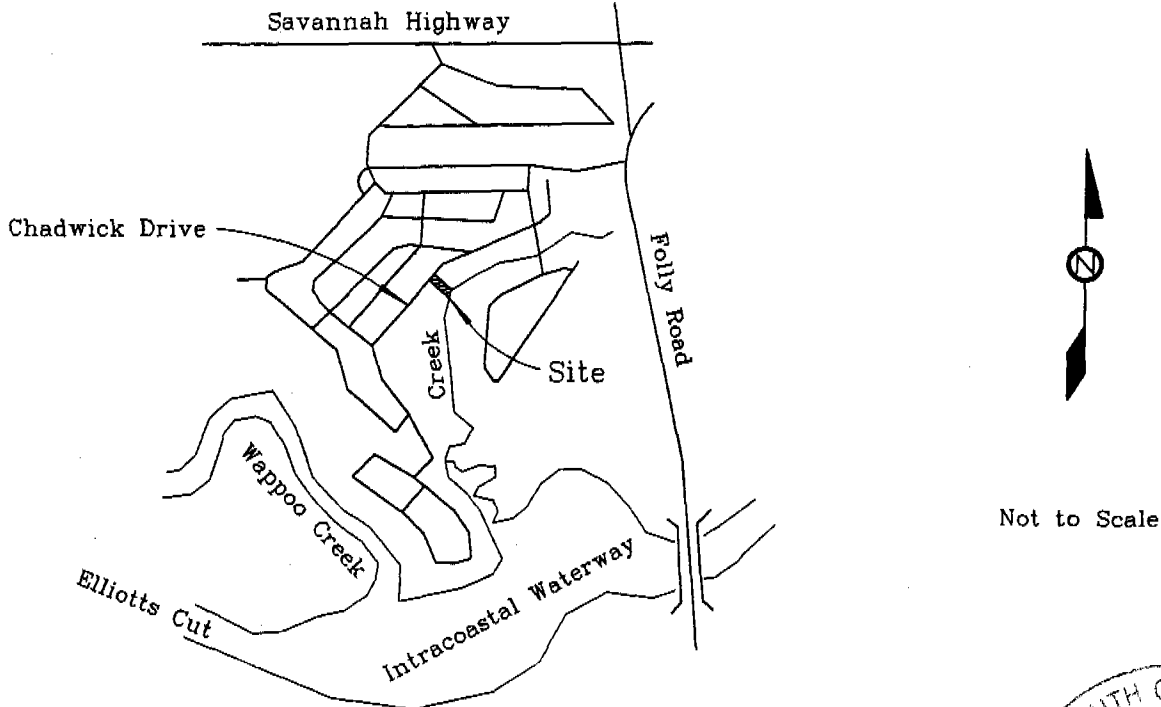 Savannah Highway
Chadwick Drive
Folly Road
Creek
Site
Wappoo Creek
Not to Scale
Elliotts Cut
Intracoastal Waterway
N